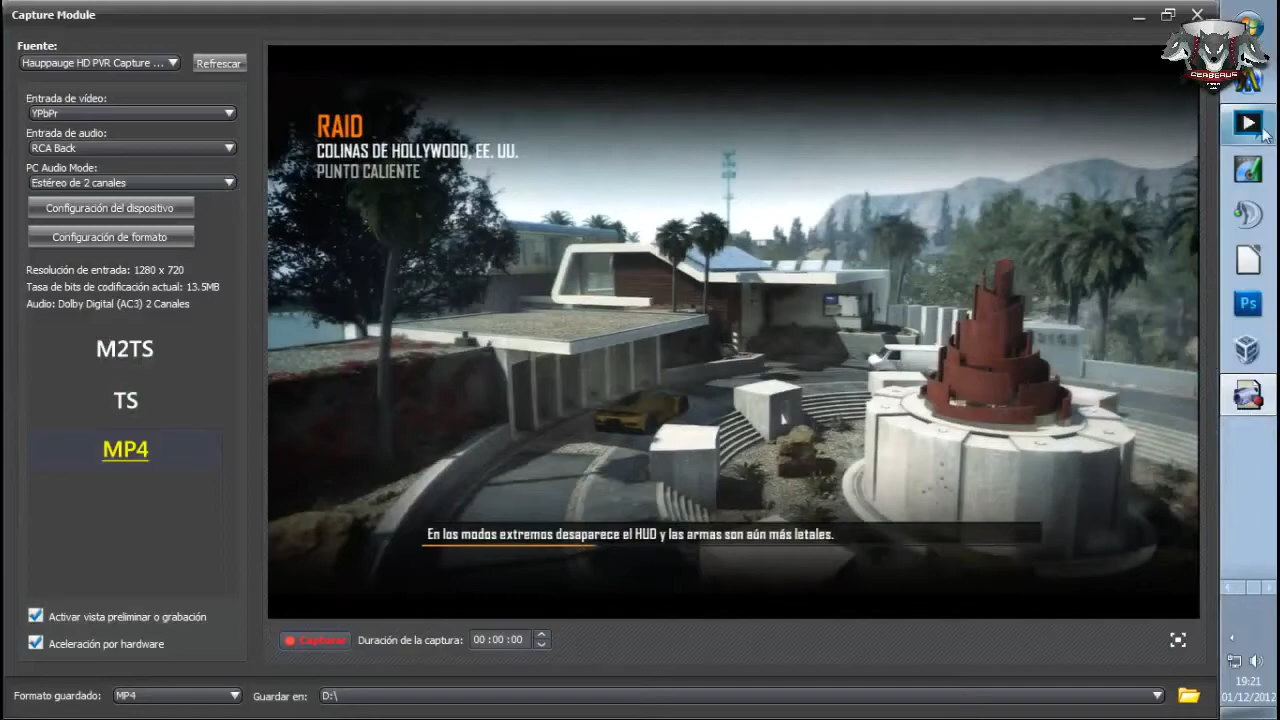 Capture Module
Fuente:
Hauppauge HD PVR Capture ...
Refrescar
Entrada de vídeo:
YPbPr
Entrada de audio:
RCA Back
PC Audio Mode:
Estéreo de 2 canales
Configuración del dispositivo
Configuración de formato
Resolución de entrada: 1280 x 720
Tasa de bits de codificación actual: 13.5MB
Audio: Dolby Digital (AC3) 2 Canales
M2TS
TS
MP4
Activar vista preliminar o grabación
Aceleración por hardware
RAID
COLINAS DE HOLLYWOOD, EE. UU.
PUNTO CALIENTE
En los modos extremos desaparece el HUD y las armas son aún más letales.
Capturar
Duración de la captura:
00:00:00
Formato guardado:
MP4
Guardar en:
D:\
CERBERUS
Ps
19:21
01/12/2012